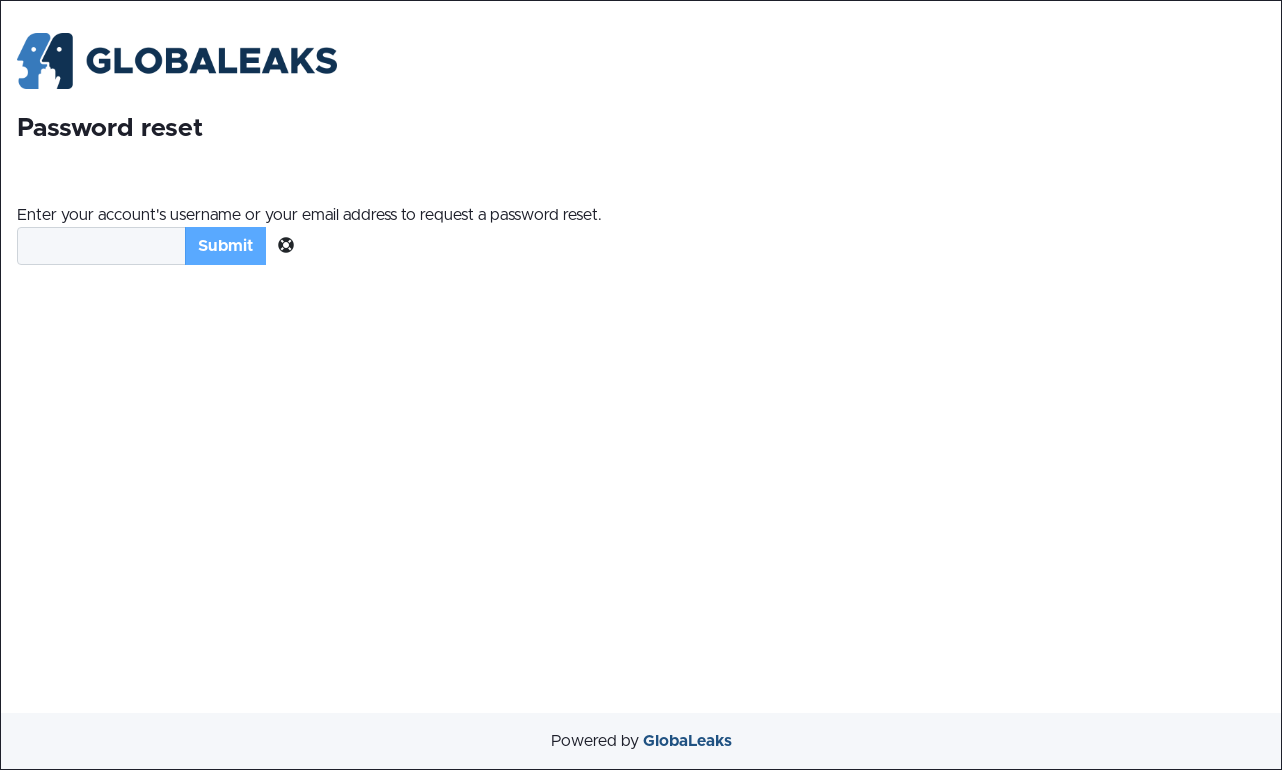 GLOBALEAKS
Password reset
Enter your account's username or your email address to request a password reset.
Submit
Powered by GlobaLeaks